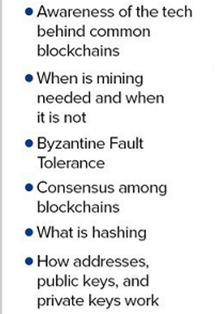 • Awareness of the tech
behind common
blockchains
• When is mining
needed and when
it is not
• Byzantine Fault
Tolerance
• Consensus among
blockchains
• What is hashing
• How addresses,
public keys, and
private keys work